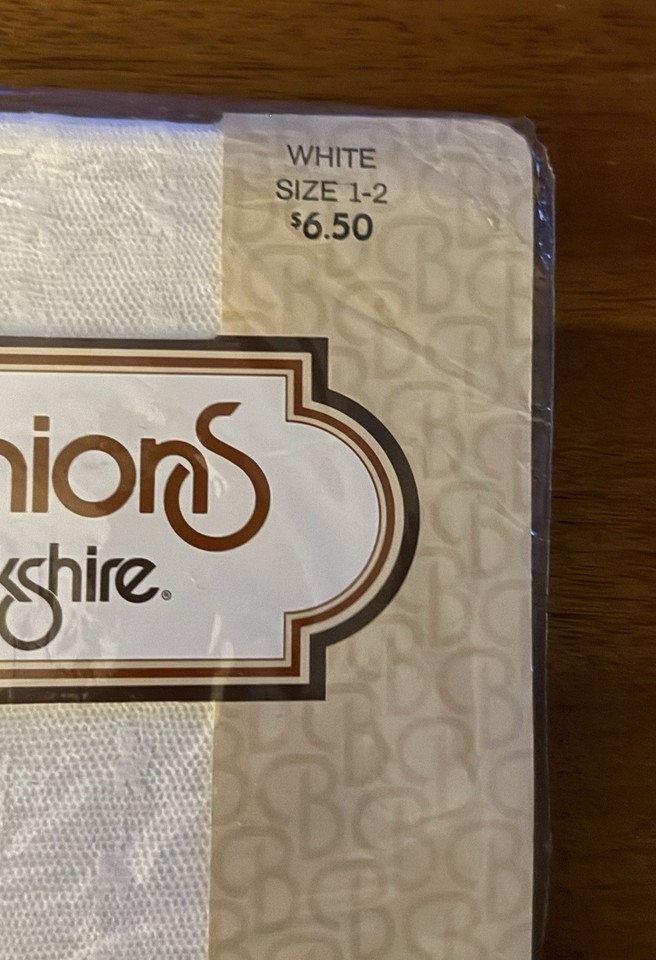 WHITE
SIZE 1-2
$6.50
nions
kshire®